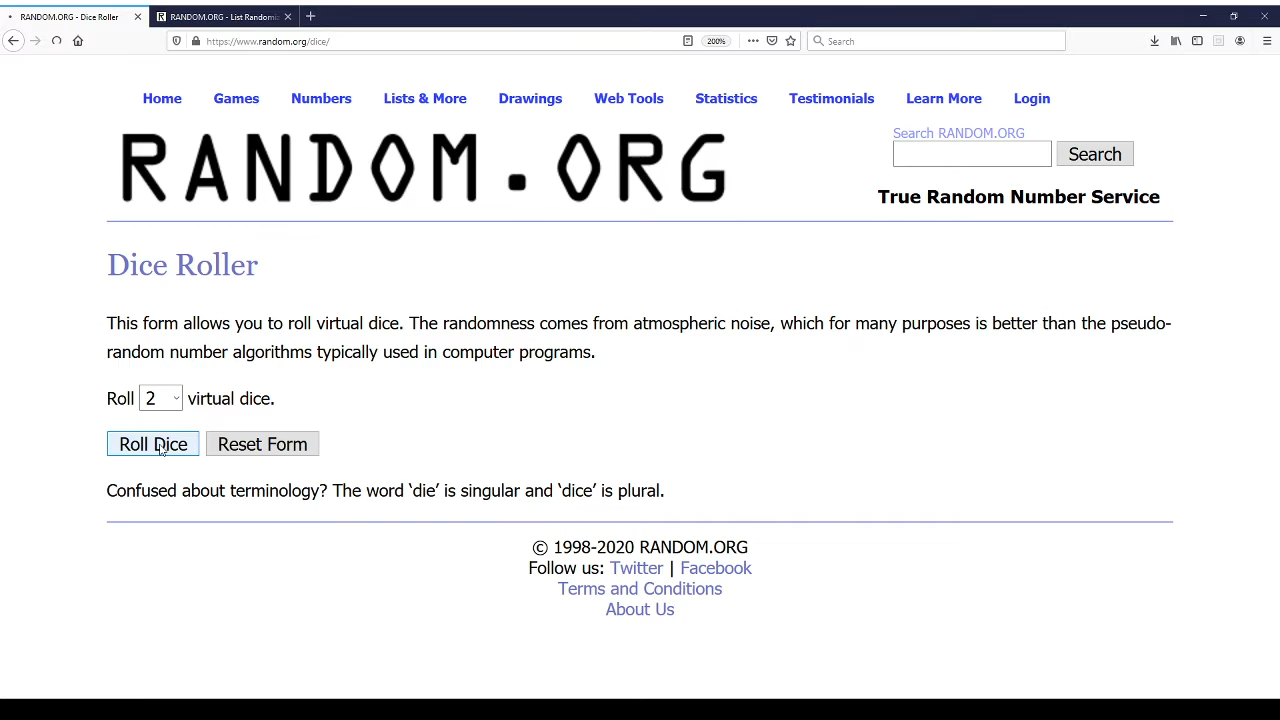 RANDOM.ORG - Dice Roller
RANDOM.ORG - List Randomi
https://www.random.org/dice/
200%
Search
Home Games Numbers Lists & More Drawings Web Tools Statistics Testimonials Learn More Login
RANDOM.ORG
Search RANDOM.ORG
Search
True Random Number Service
Dice Roller
This form allows you to roll virtual dice. The randomness comes from atmospheric noise, which for many purposes is better than the pseudo-
random number algorithms typically used in computer programs.
Roll 2 virtual dice.
Roll Dice Reset Form
Confused about terminology? The word ‘die’ is singular and ‘dice’ is plural.
© 1998-2020 RANDOM.ORG
Follow us: Twitter | Facebook
Terms and Conditions
About Us